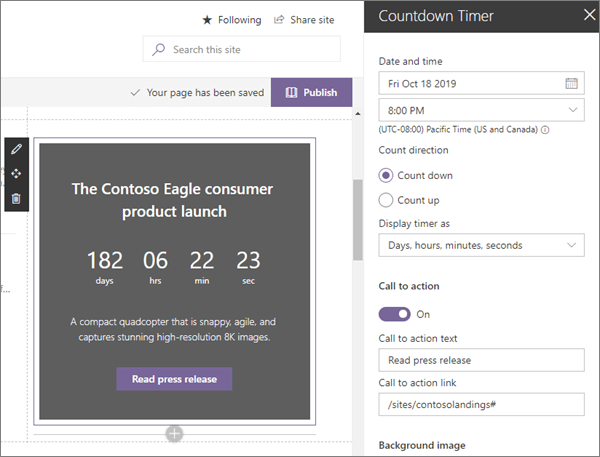 Following
Share site
Search this site
Your page has been saved
Publish
The Contoso Eagle consumer
product launch
182 06 22 23
days hrs min sec
A compact quadcopter that is snappy, agile, and
captures stunning high-resolution 8K images.
Read press release
Countdown Timer
Date and time
Fri Oct 18 2019
8:00 PM
(UTC-08:00) Pacific Time (US and Canada)
Count direction
Count down
Count up
Display timer as
Days, hours, minutes, seconds
Call to action
On
Call to action text
Read press release
Call to action link
/sites/contosolandings#
Background image